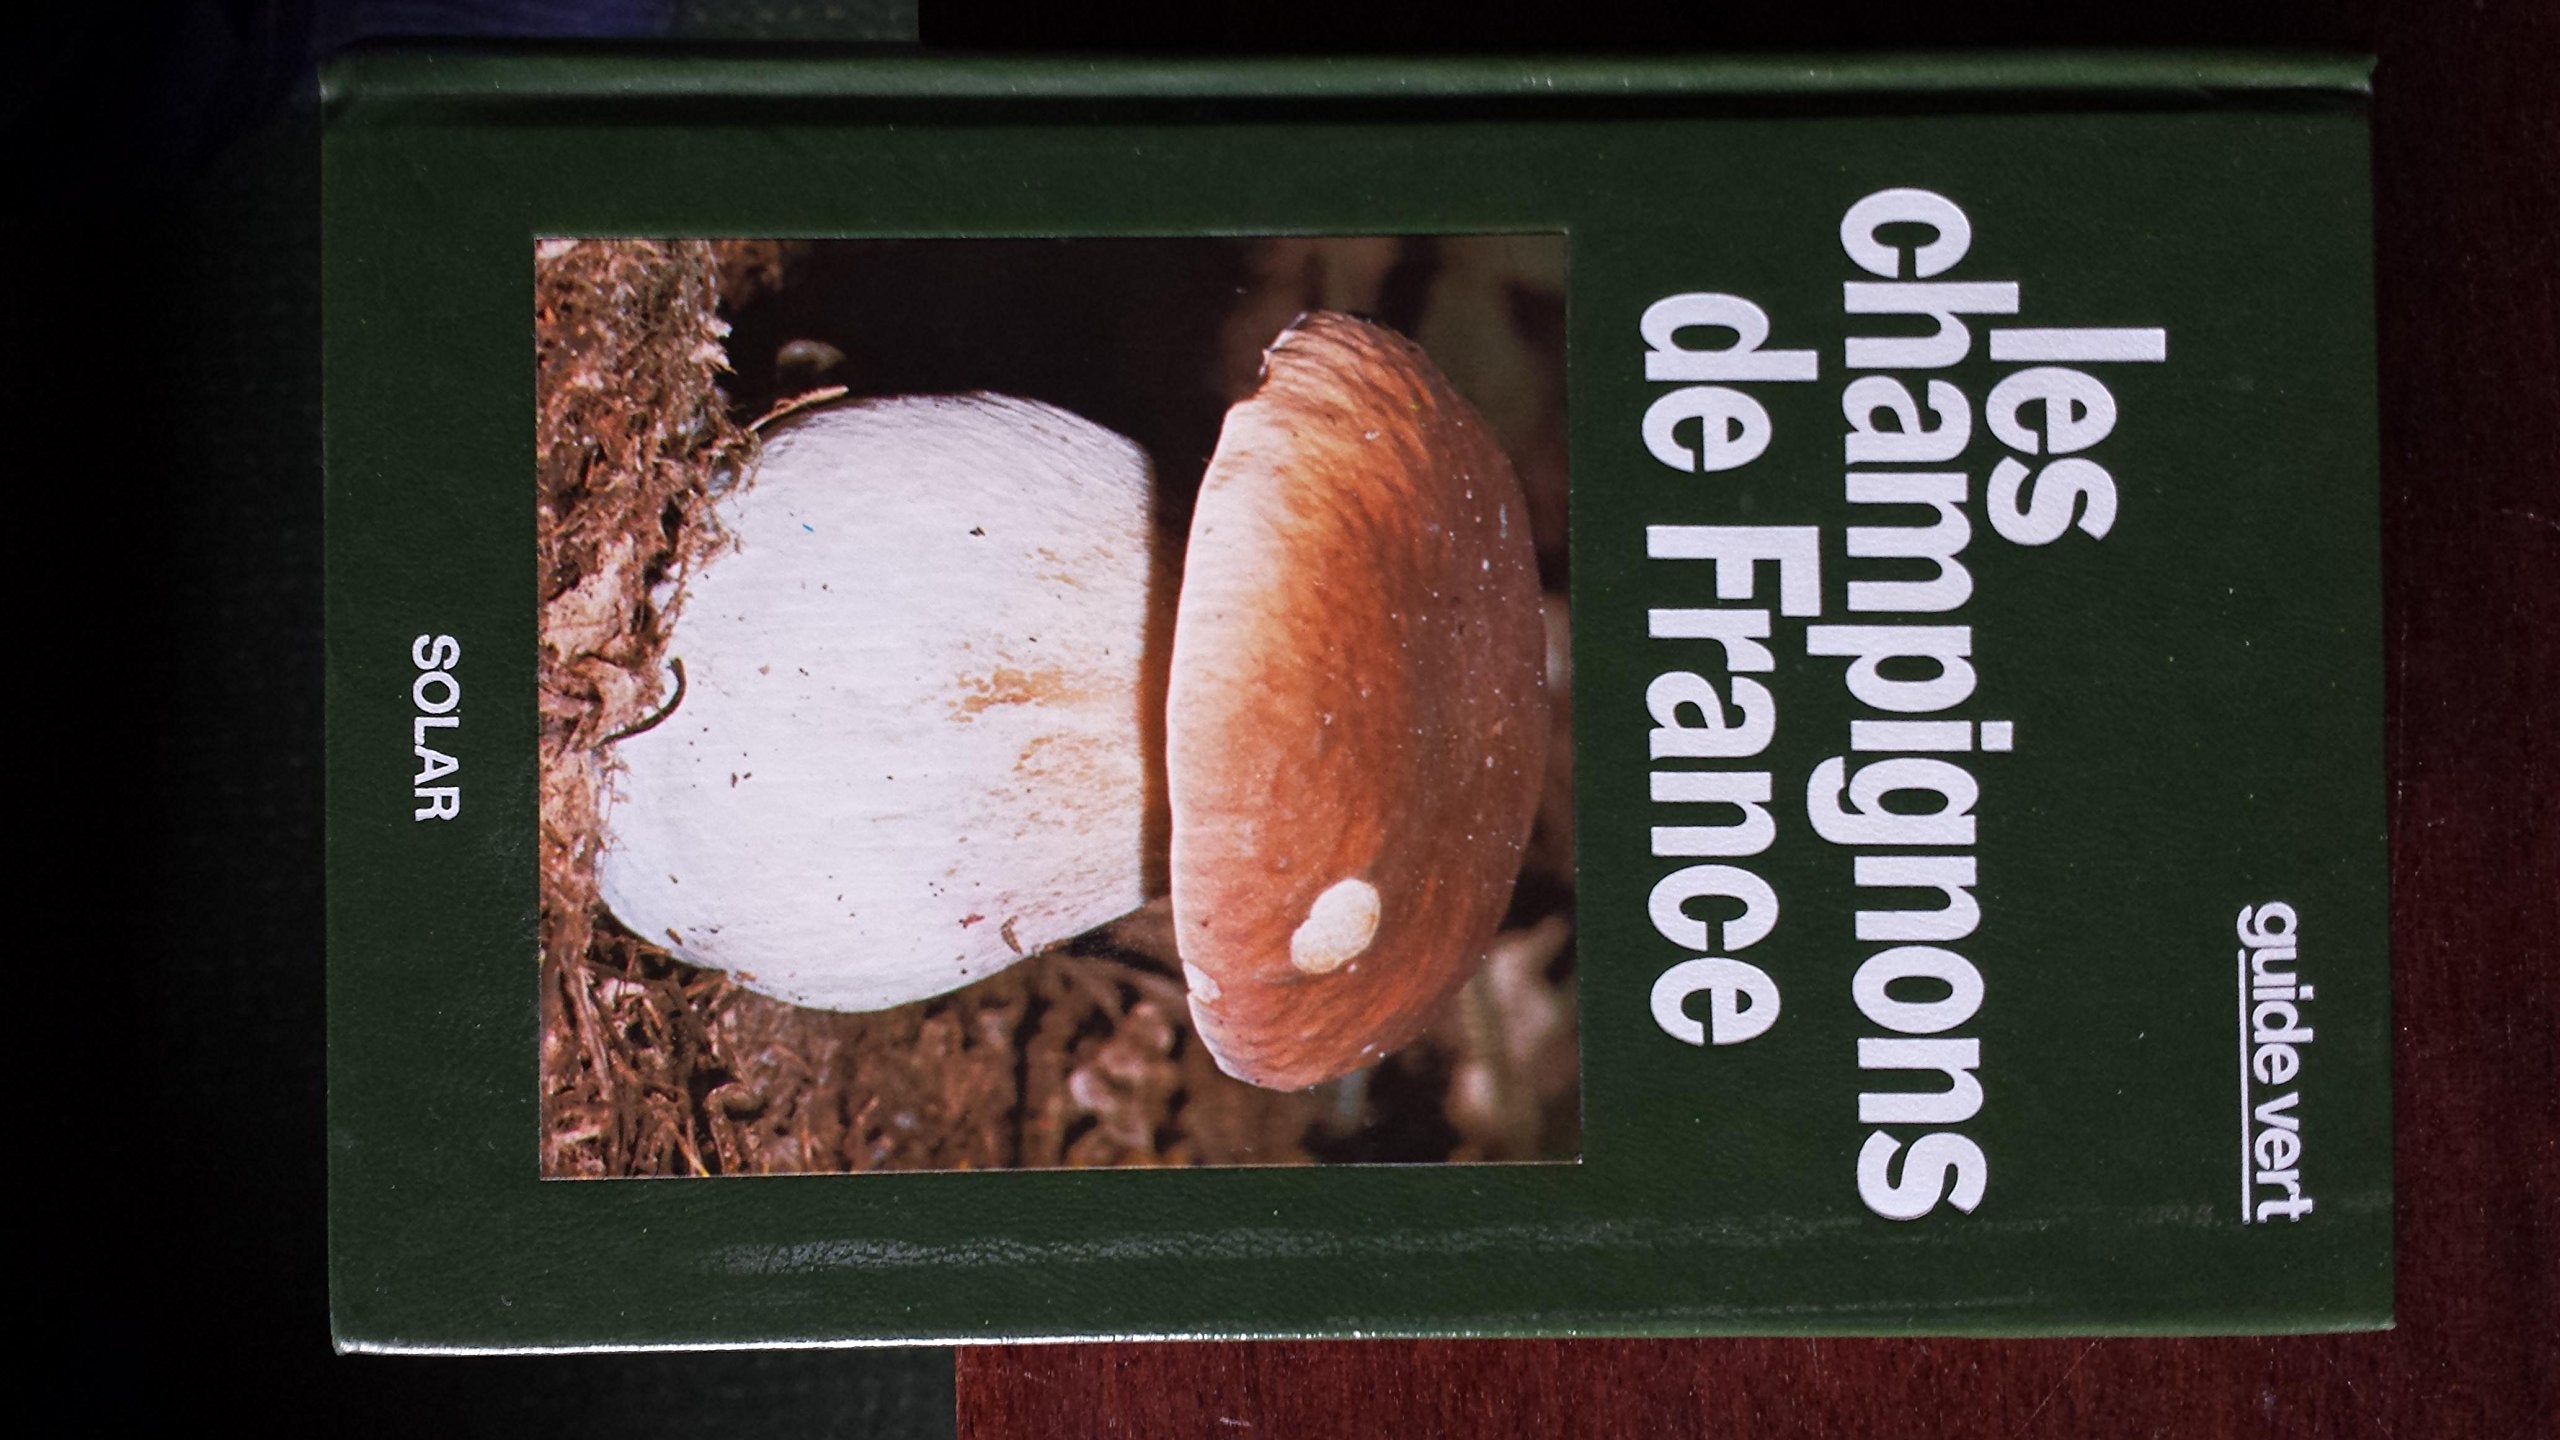 guide vert
les
champignons
de France
SOLAR